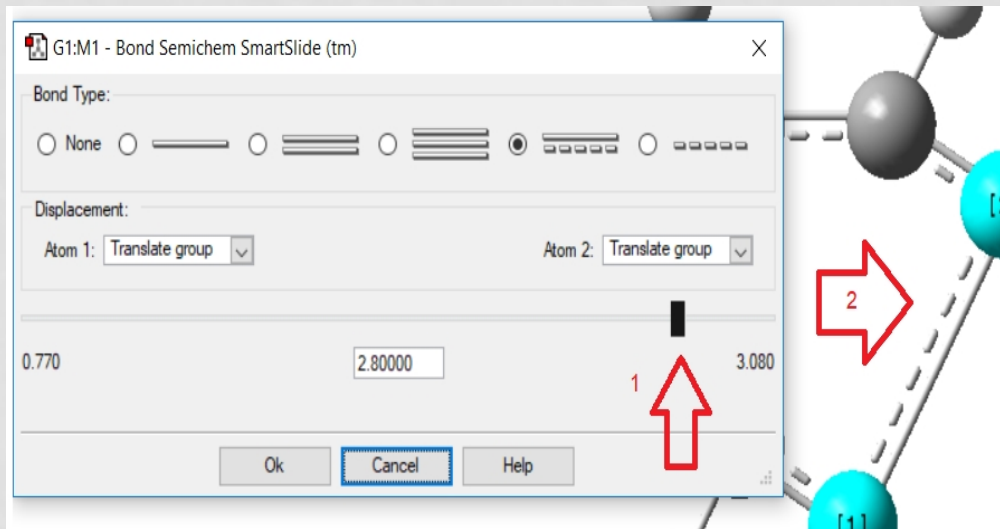 G1:M1 - Bond Semichem SmartSlide (tm)
Bond Type:
None
Displacement:
Atom 1: Translate group
Atom 2: Translate group
2
0.770
2.80000
3.080
1
Ok
Cancel
Help
[1]